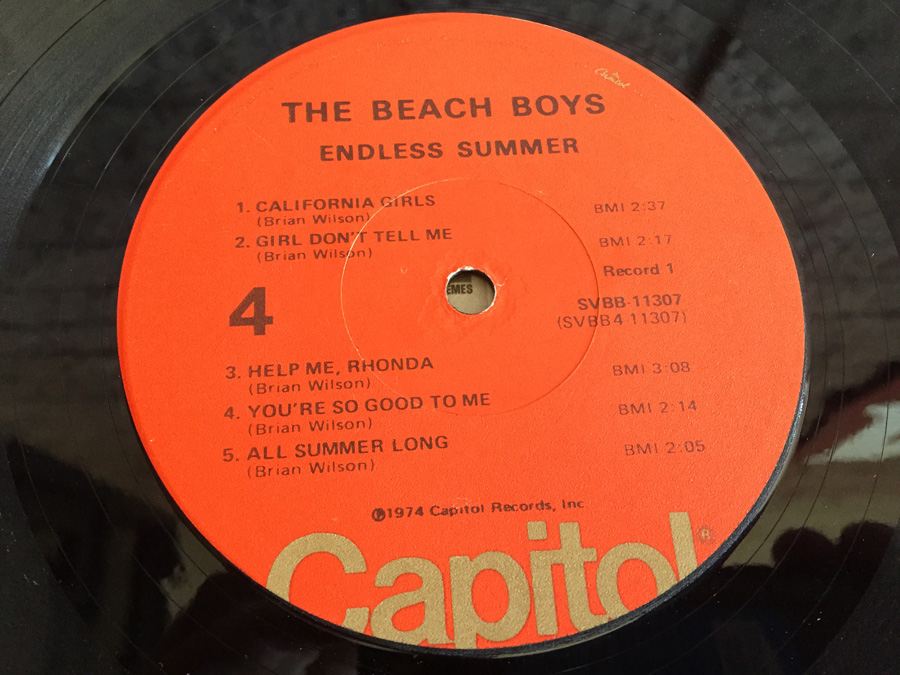 Capitol
THE BEACH BOYS
ENDLESS SUMMER
1. CALIFORNIA GIRLS BMI 2:37
(Brian Wilson)
2. GIRL DON'T TELL ME BMI 2:17
(Brian Wilson)
Record 1
EMES
4 SVBB-11307
(SVBB4-11307)
3. HELP ME, RHONDA BMI 3:08
(Brian Wilson)
4. YOU'RE SO GOOD TO ME BMI 2:14
(Brian Wilson)
5. ALL SUMMER LONG BMI 2:05
(Brian Wilson)
℗1974 Capitol Records, Inc
Capitol®